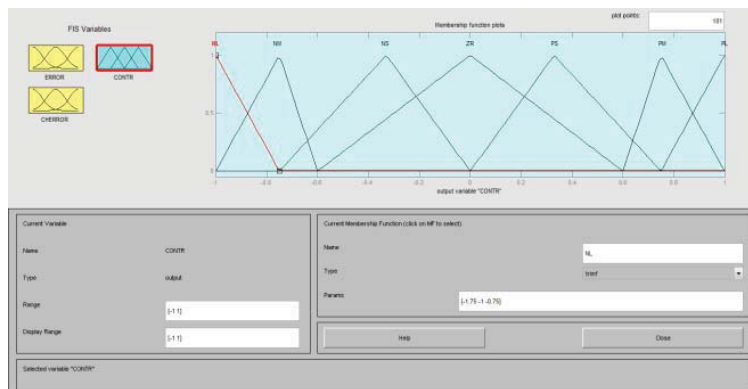 FIS Variables
ERROR
CONTR
CHERROR
Membership function plots
plot points:
181
NL
NM
NS
ZR
PS
PM
PL
1
0.5
0
-1
-0.8
-0.6
-0.4
-0.2
0
0.2
0.4
0.6
0.8
1
output variable "CONTR"
Current Variable
Name
CONTR
Type
output
Range
[-1 1]
Display Range
[-1 1]
Current Membership Function (click on MF to select)
Name
NL
Type
trimf
Params
[-1.75 -1 -0.75]
Help
Close
Selected variable "CONTR"